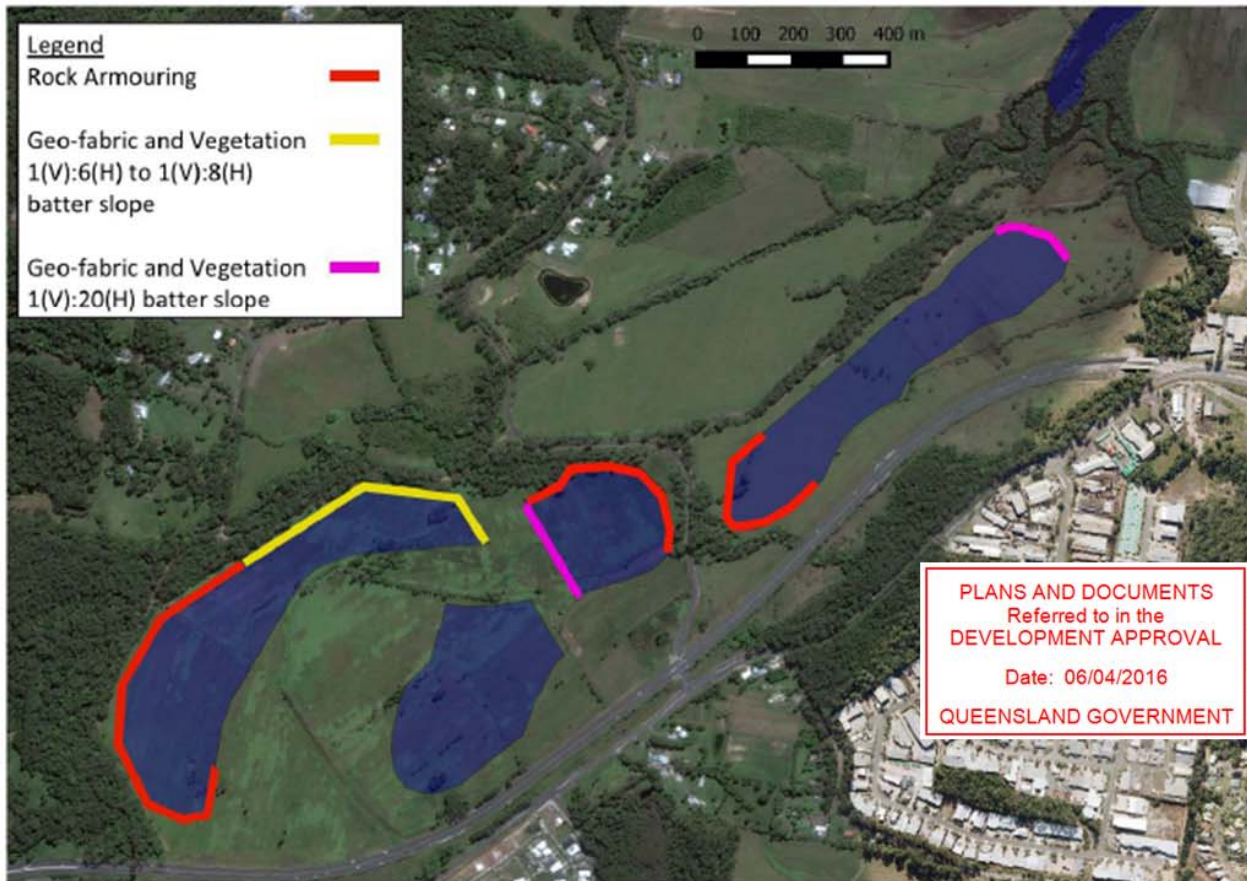 Legend
Rock Armouring
Geo-fabric and Vegetation
1(V):6(H) to 1(V):8(H)
batter slope
Geo-fabric and Vegetation
1(V):20(H) batter slope
0 100 200 300 400 m
PLANS AND DOCUMENTS
Referred to in the
DEVELOPMENT APPROVAL
Date: 06/04/2016
QUEENSLAND GOVERNMENT